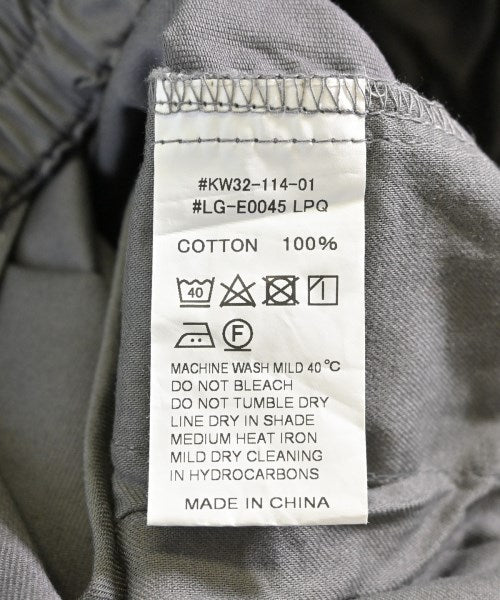 #KW32-114-01
#LG-E0045 LPQ
COTTON 100%
40
F
MACHINE WASH MILD 40°C
DO NOT BLEACH
DO NOT TUMBLE DRY
LINE DRY IN SHADE
MEDIUM HEAT IRON
MILD DRY CLEANING
IN HYDROCARBONS
MADE IN CHINA